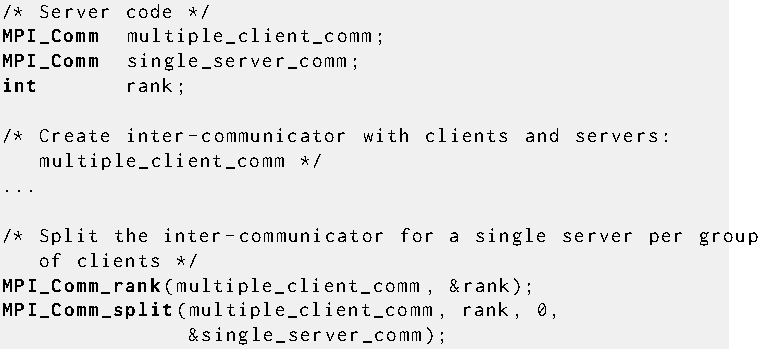 /* Server code */
MPI_Comm  multiple_client_comm;
MPI_Comm  single_server_comm;
int       rank;

/* Create inter-communicator with clients and servers:
   multiple_client_comm */
...

/* Split the inter-communicator for a single server per group
   of clients */
MPI_Comm_rank(multiple_client_comm, &rank);
MPI_Comm_split(multiple_client_comm, rank, 0,
               &single_server_comm);